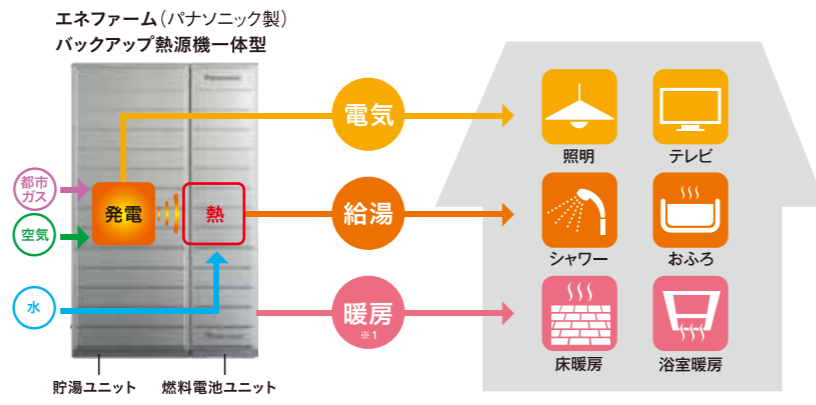 エネファーム(パナソニック製)
バックアップ熱源機一体型
Panasonic
電気
照明
テレビ
都市
ガス
発電
熱
空気
給湯
シャワー
おふろ
水
暖房
※1
床暖房
浴室暖房
貯湯ユニット
燃料電池ユニット